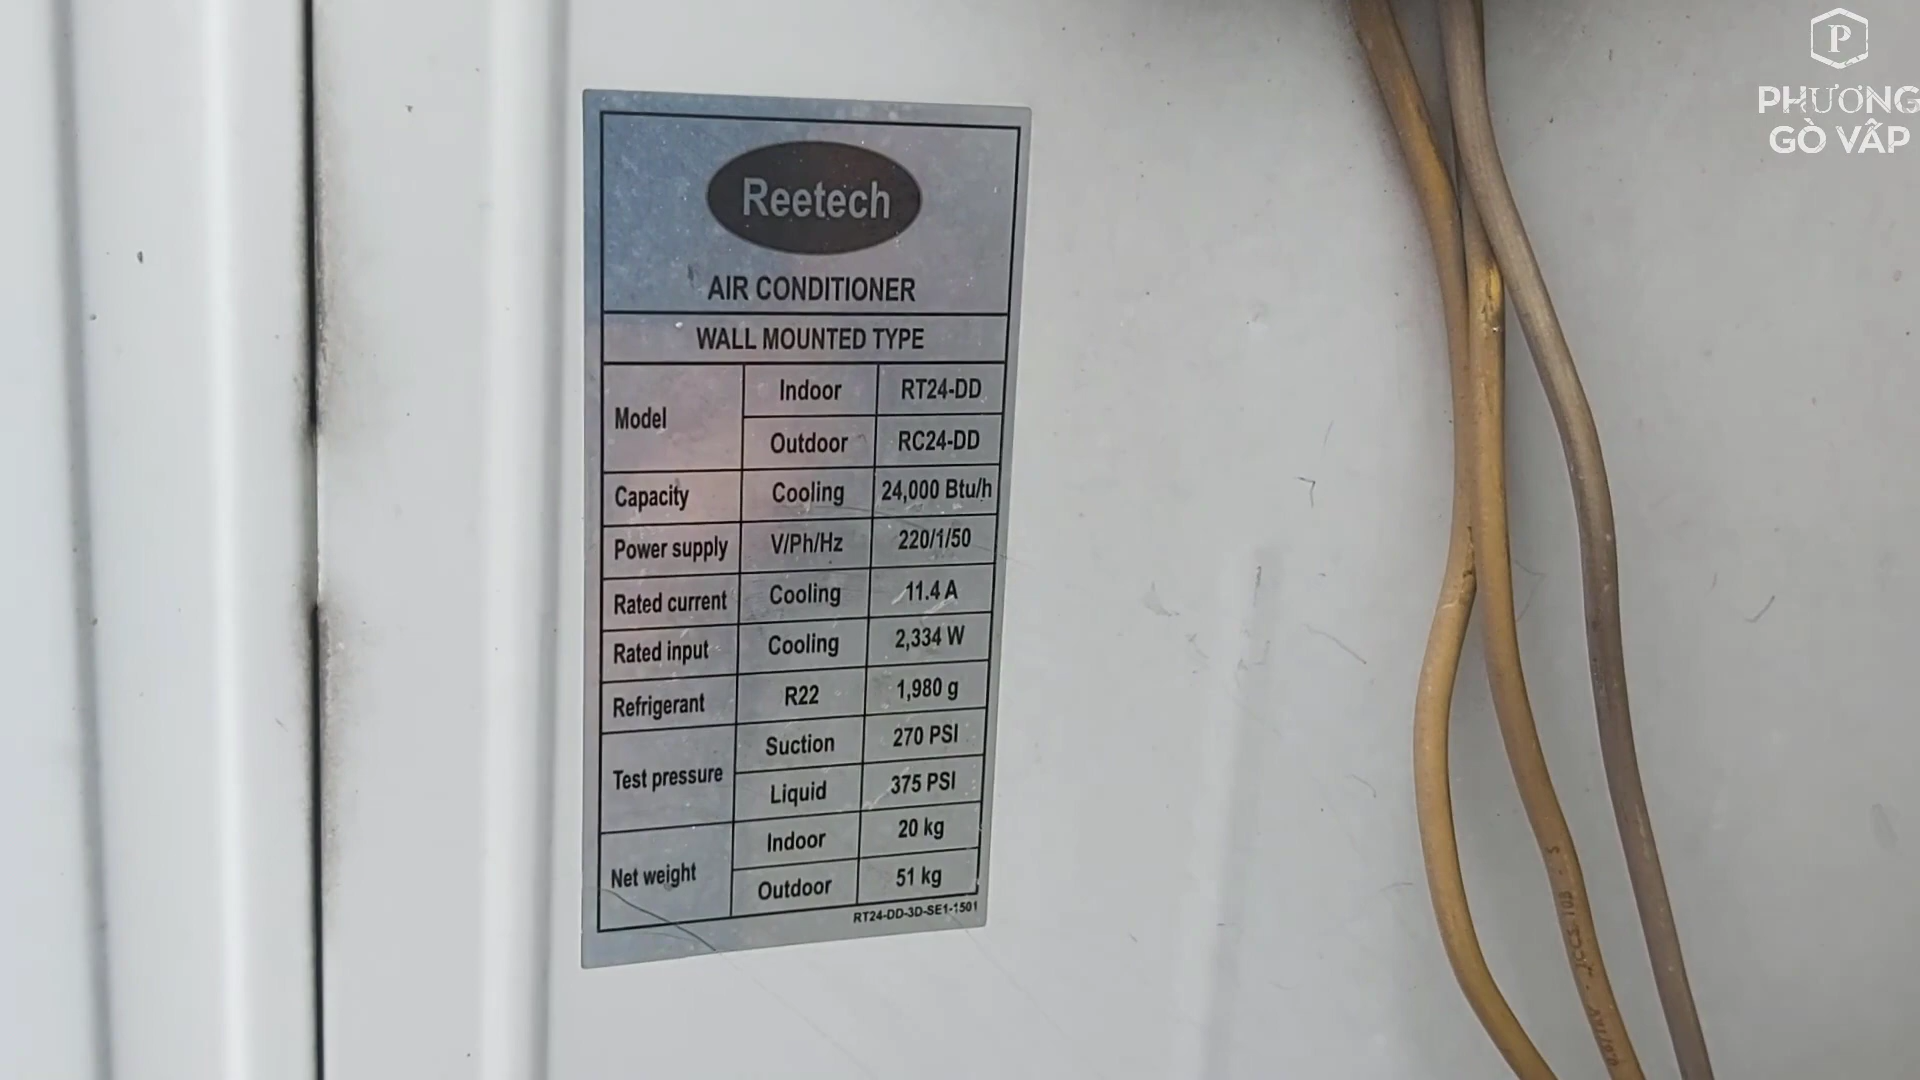 P
PHƯƠNG
GÒ VẤP
Reetech
AIR CONDITIONER
WALL MOUNTED TYPE
Model Indoor RT24-DD
Outdoor RC24-DD
Capacity Cooling 24,000 Btu/h
Power supply V/Ph/Hz 220/1/50
Rated current Cooling 11.4 A
Rated input Cooling 2,334 W
Refrigerant R22 1,980 g
Test pressure Suction 270 PSI
Liquid 375 PSI
Net weight Indoor 20 kg
Outdoor 51 kg
RT24-DD-3D-SE1-1501